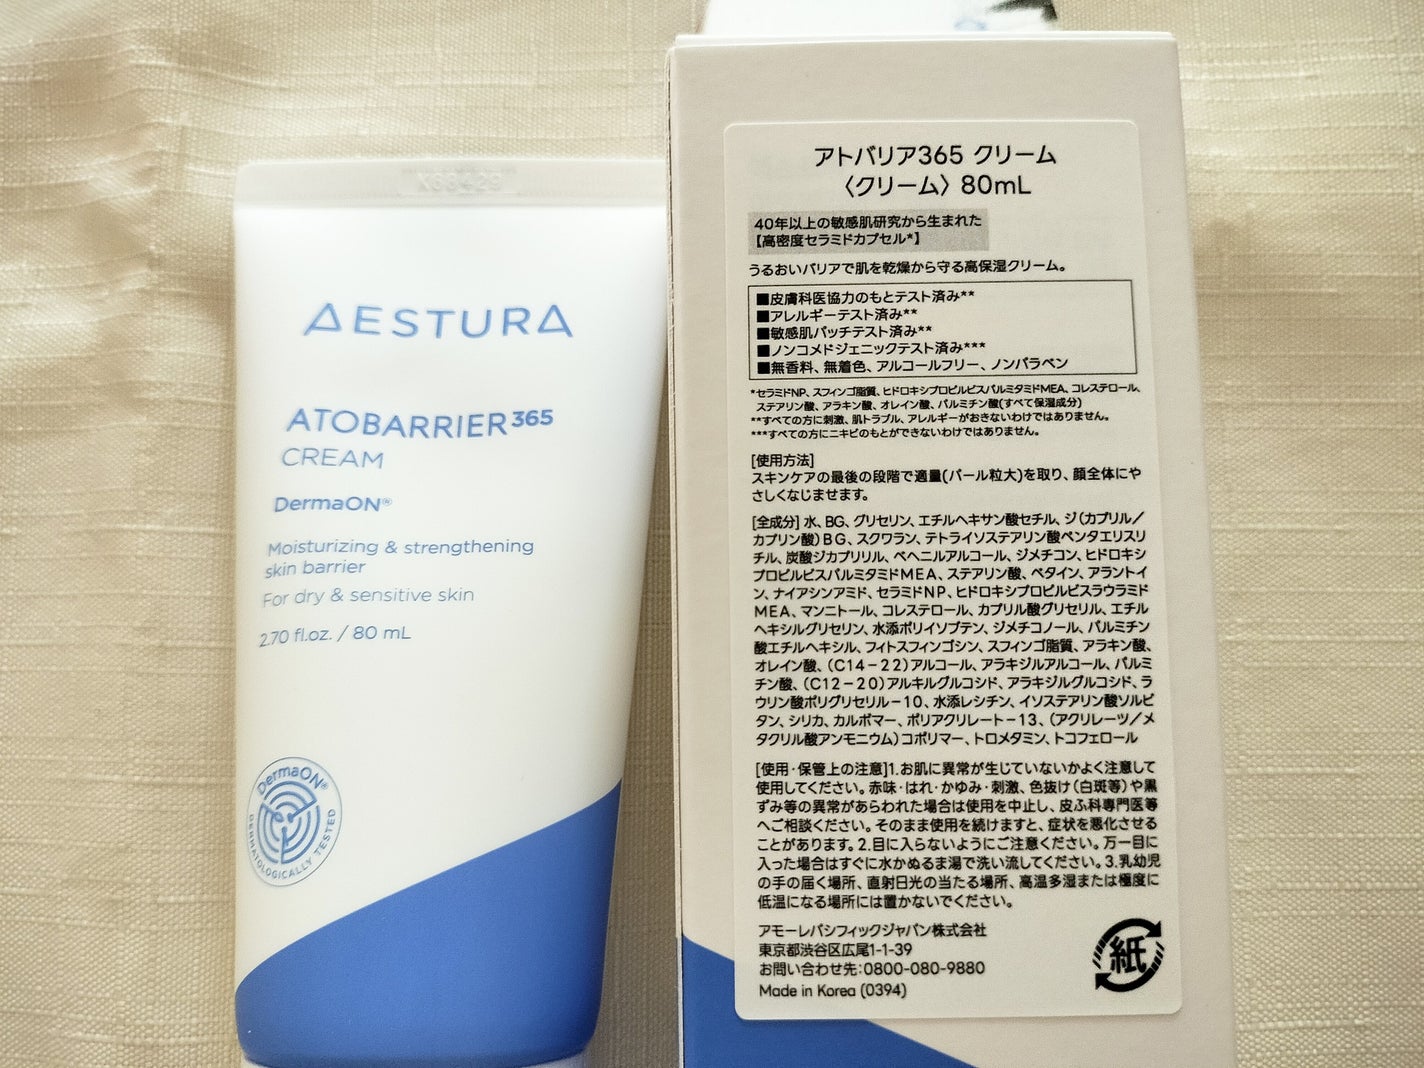 AESTURA
ATOBARRIER365
CREAM
DermaON®
Moisturizing & strengthening
skin barrier
For dry & sensitive skin
2.70 fl.oz. / 80 mL
DermaON®
DERMATOLOGICALLY TESTED
アトバリア365 クリーム
〈クリーム〉 80mL
40年以上の敏感肌研究から生まれた
【高密度セラミドカプセル*】
うるおいバリアで肌を乾燥から守る高保湿クリーム。
■皮膚科医協力のもとテスト済み**
■アレルギーテスト済み**
■敏感肌パッチテスト済み**
■ノンコメドジェニックテスト済み***
■無香料、無着色、アルコールフリー、ノンパラベン
*セラミドNP、スフィンゴ脂質、ヒドロキシプロピルビスパルミタミドMEA、コレステロール、
ステアリン酸、アラキン酸、オレイン酸、パルミチン酸(すべて保湿成分)
**すべての方に刺激、肌トラブル、アレルギーがおきないわけではありません。
***すべての方にニキビのもとができないわけではありません。
[使用方法]
スキンケアの最後の段階で適量(パール粒大)を取り、顔全体にや
さしくなじませます。
[全成分] 水、BG、グリセリン、エチルヘキサン酸セチル、ジ(カプリル/
カプリン酸)BG、スクワラン、テトライソステアリン酸ペンタエリスリ
チル、炭酸ジカプリリル、ベヘニルアルコール、ジメチコン、ヒドロキシ
プロピルビスパルミタミドMEA、ステアリン酸、ベタイン、アラントイ
ン、ナイアシンアミド、セラミドNP、ヒドロキシプロピルビスラウラミド
MEA、マンニトール、コレステロール、カプリル酸グリセリル、エチル
ヘキシルグリセリン、水添ポリイソブテン、ジメチコノール、パルミチン
酸エチルヘキシル、フィトスフィンゴシン、スフィンゴ脂質、アラキン酸、
オレイン酸、(C14-22)アルコール、アラキジルアルコール、パルミ
チン酸、(C12-20)アルキルグルコシド、アラキジルグルコシド、ラ
ウリン酸ポリグリセリル-10、水添レシチン、イソステアリン酸ソルビ
タン、シリカ、カルボマー、ポリアクリレート-13、(アクリレーツ/メ
タクリル酸アンモニウム)コポリマー、トロメタミン、トコフェロール
[使用・保管上の注意]1.お肌に異常が生じていないかよく注意して
使用してください。赤味・はれ・かゆみ・刺激、色抜け(白斑等)や黒
ずみ等の異常があらわれた場合は使用を中止し、皮ふ科専門医等
へご相談ください。そのまま使用を続けますと、症状を悪化させる
ことがあります。2.目に入らないようにご注意ください。万一目に
入った場合はすぐに水かぬるま湯で洗い流してください。3.乳幼児
の手の届く場所、直射日光の当たる場所、高温多湿または極度に
低温になる場所には置かないでください。
アモーレパシフィックジャパン株式会社
東京都渋谷区広尾1-1-39
お問い合わせ先:0800-080-9880
Made in Korea (0394)
紙